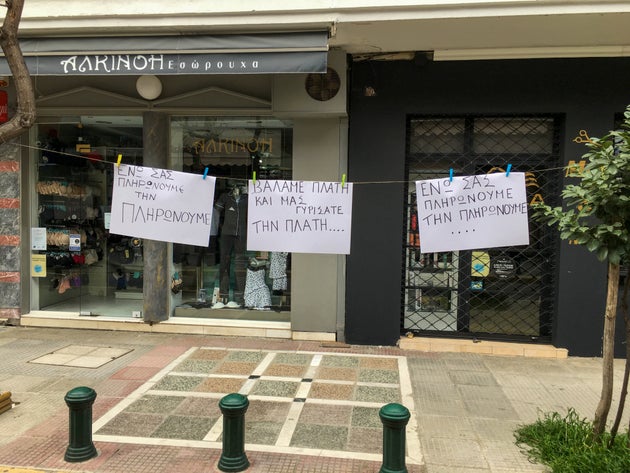 ΑΛΚΙΝΟΗ Εσώρουχα
ΕΝΩ ΣΑΣ
ΠΛΗΡΩΝΟΥΜΕ
ΤΗΝ
ΠΛΗΡΩΝΟΥΜΕ
ΒΑΛΑΜΕ ΠΛΑΤΗ
ΚΑΙ ΜΑΣ
ΓΥΡΙΣΑΤΕ
ΤΗΝ ΠΛΑΤΗ....
ΕΝΩ ΣΑΣ
ΠΛΗΡΩΝΟΥΜΕ
ΤΗΝ ΠΛΗΡΩΝΟΥΜΕ
....